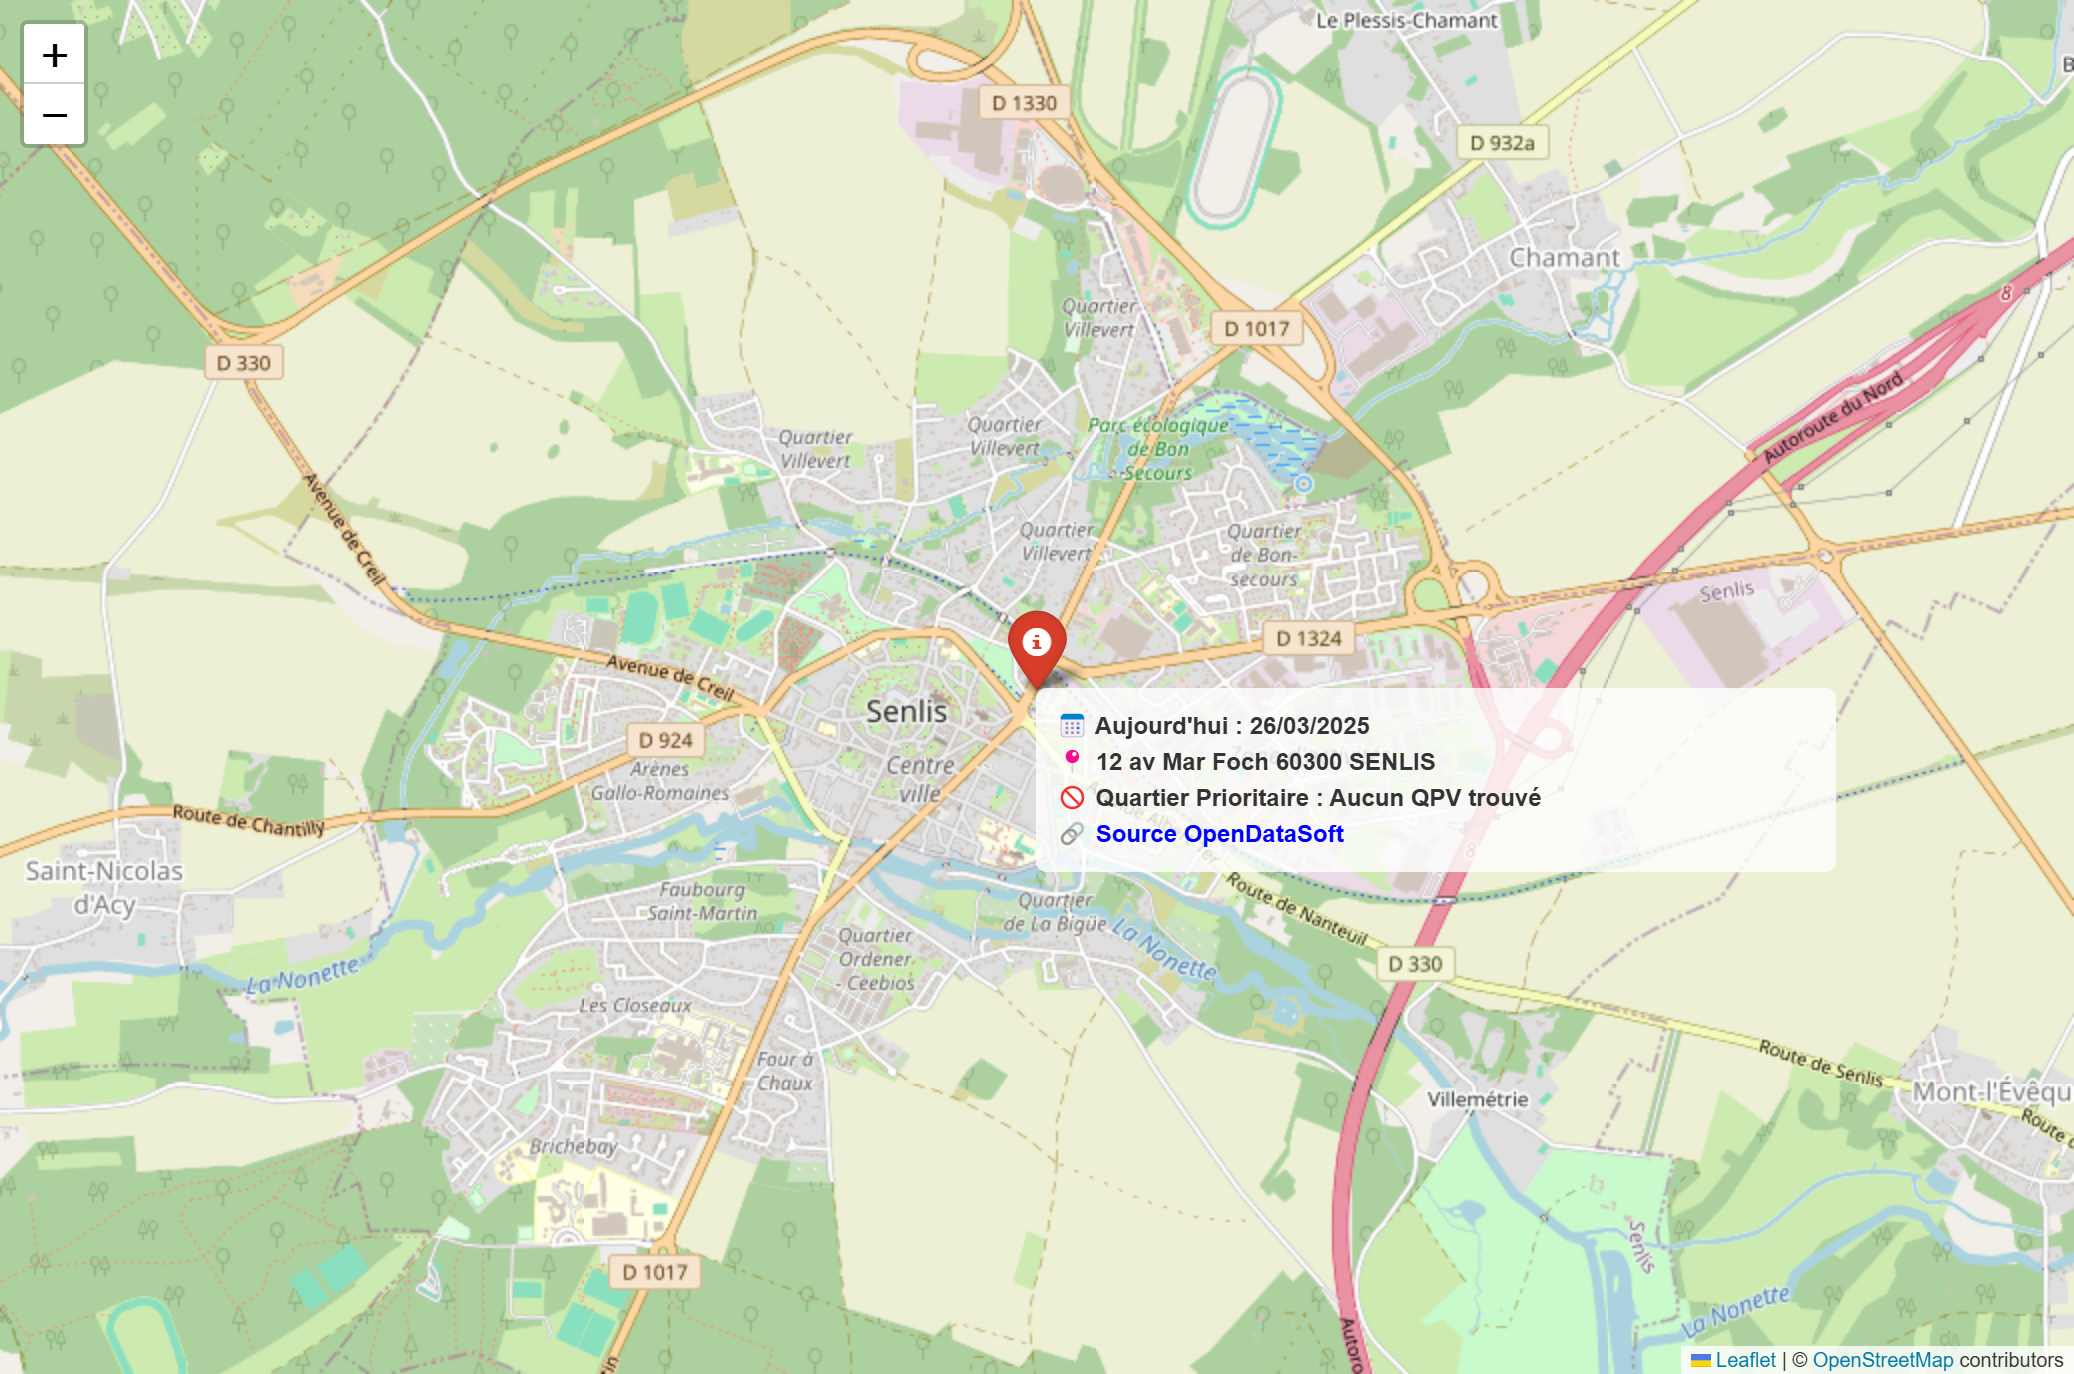 +
−
Le Plessis-Chamant
B
D 1330
D 932a
Chamant
8
Quartier
Villevert
D 1017
D 330
Autoroute du Nord
Quartier
Villevert
Quartier
Villevert
Parc écologique
de Bon
Secours
Avenue de Creil
Quartier
Villevert
Quartier
de Bon-
secours
Senlis
D 1324
Avenue de Creil
Senlis
D 924
Arènes
Gallo-Romaines
Centre
ville
Aujourd'hui : 26/03/2025
12 av Mar Foch 60300 SENLIS
Quartier Prioritaire : Aucun QPV trouvé
Source OpenDataSoft
8
Route de Chantilly
Saint-Nicolas
d'Acy
Faubourg
Saint-Martin
Quartier
de La Bigüe
Route de Nanteuil
La Nonette
Quartier
Ordener
- Ceebios
D 330
La Nonette
Les Closeaux
Four à
Chaux
Route de Senlis
Villemétrie
Mont-l'Évêqu
Brichebay
Senlis
D 1017
La Nonette
Autoro
in
Leaflet | © OpenStreetMap contributors